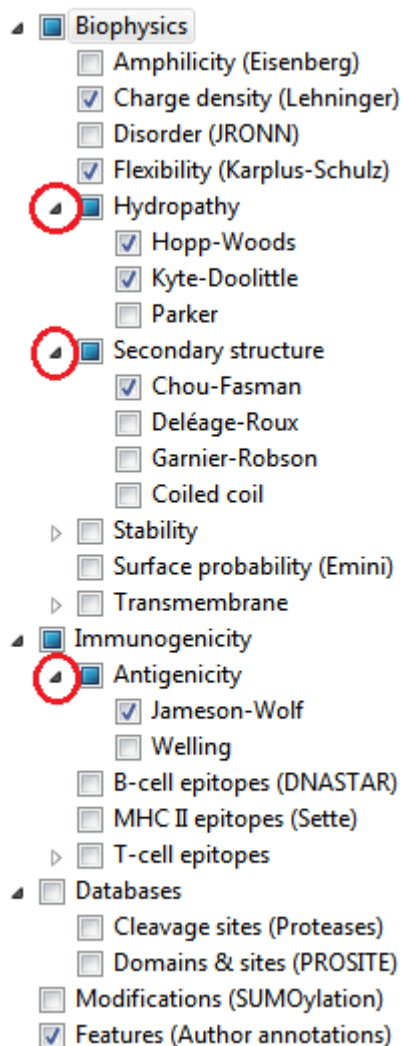 Biophysics
Amphilicity (Eisenberg)
Charge density (Lehninger)
Disorder (JRONN)
Flexibility (Karplus-Schulz)
Hydropathy
Hopp-Woods
Kyte-Doolittle
Parker
Secondary structure
Chou-Fasman
Deléage-Roux
Garnier-Robson
Coiled coil
Stability
Surface probability (Emini)
Transmembrane
Immunogenicity
Antigenicity
Jameson-Wolf
Welling
B-cell epitopes (DNASTAR)
MHC II epitopes (Sette)
T-cell epitopes
Databases
Cleavage sites (Proteases)
Domains & sites (PROSITE)
Modifications (SUMOylation)
Features (Author annotations)